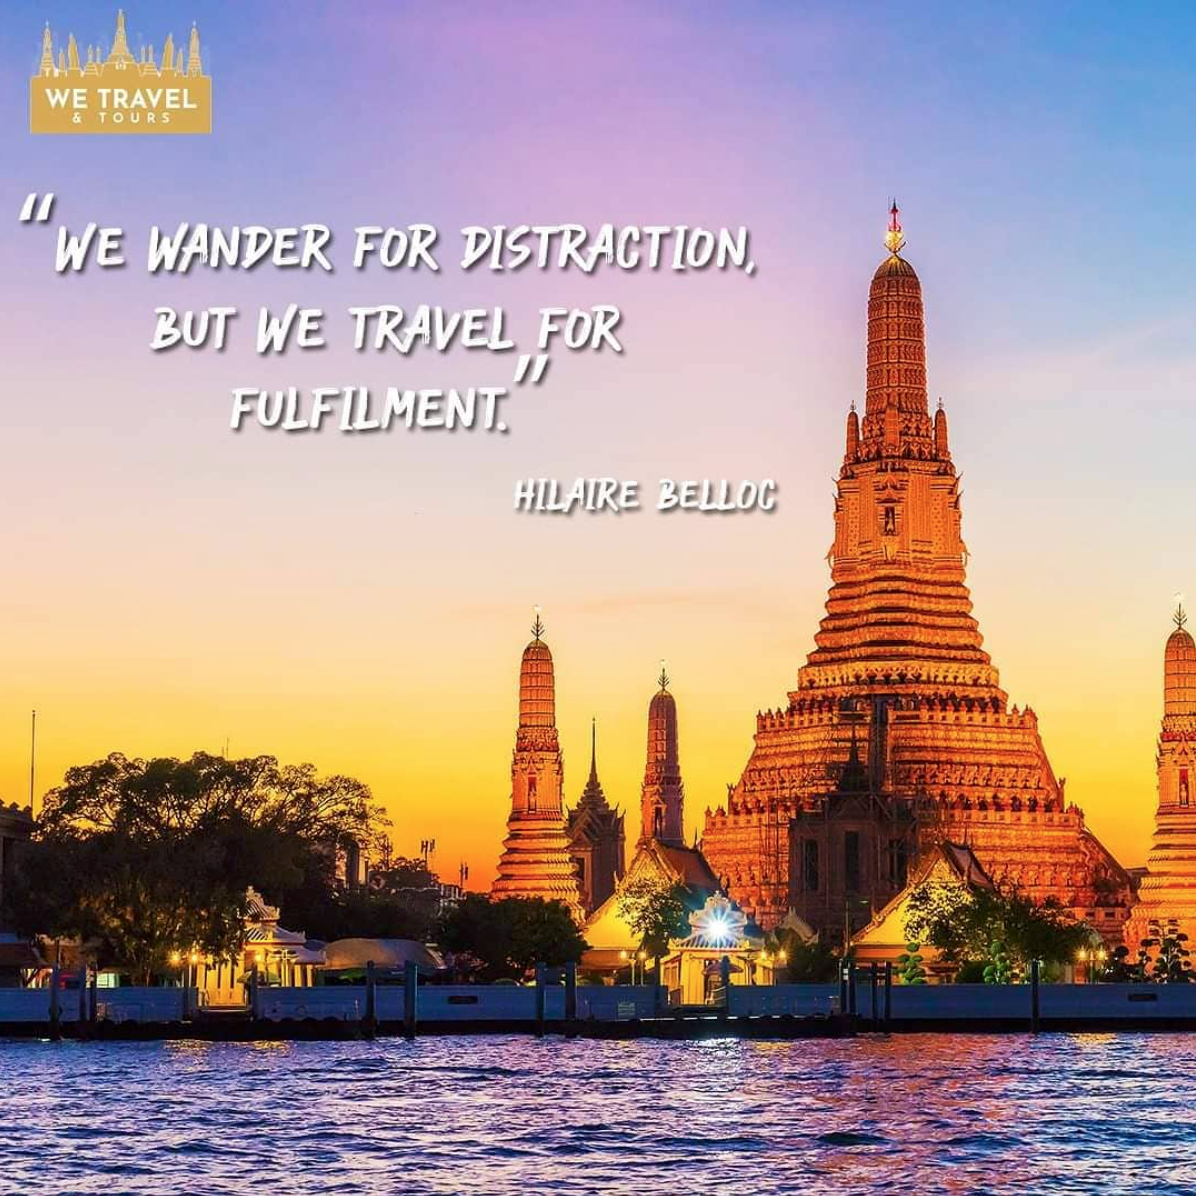 WE TRAVEL
& TOURS
“WE WANDER FOR DISTRACTION,
BUT WE TRAVEL FOR
FULFILMENT.”
HILAIRE BELLOC